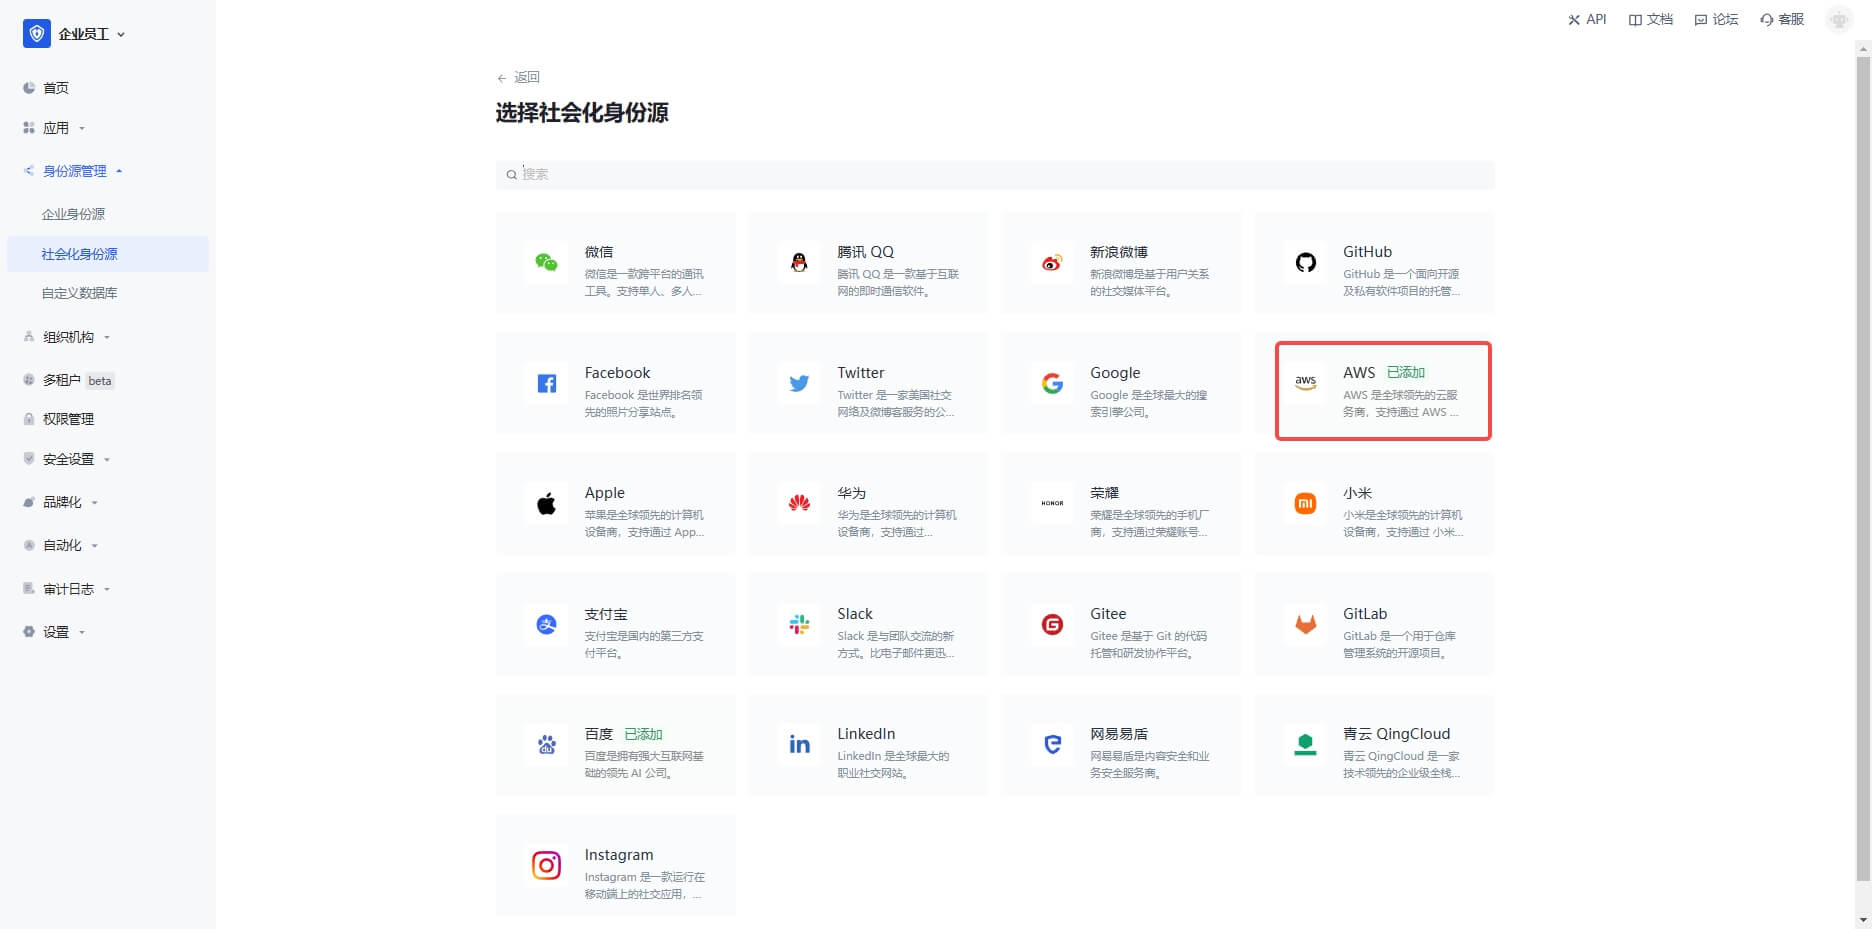 企业员工
API
文档
论坛
客服
首页
应用
身份源管理
企业身份源
社会化身份源
自定义数据库
组织机构
多租户 beta
权限管理
安全设置
品牌化
自动化
审计日志
设置
返回
选择社会化身份源
搜索
微信
微信是一款跨平台的通讯
工具。支持单人、多人...
腾讯 QQ
腾讯 QQ 是一款基于互联
网的即时通信软件。
新浪微博
新浪微博是基于用户关系
的社交媒体平台。
GitHub
GitHub 是一个面向开源
及私有软件项目的托管...
Facebook
Facebook 是世界排名领
先的照片分享站点。
Twitter
Twitter 是一家美国社交
网络及微博客服务的公...
Google
Google 是全球最大的搜
索引擎公司。
aws
AWS 已添加
AWS 是全球领先的云服
务商，支持通过 AWS ...
Apple
苹果是全球领先的计算机
设备商，支持通过 App...
华为
华为是全球领先的计算机
设备商，支持通过...
HONOR
荣耀
荣耀是全球领先的手机厂
商，支持通过荣耀账号...
小米
小米是全球领先的计算机
设备商，支持通过 小米...
支付宝
支付宝是国内的第三方支
付平台。
Slack
Slack 是与团队交流的新
方式。比电子邮件更迅...
Gitee
Gitee 是基于 Git 的代码
托管和研发协作平台。
GitLab
GitLab 是一个用于仓库
管理系统的开源项目。
百度 已添加
百度是拥有强大互联网基
础的领先 AI 公司。
LinkedIn
LinkedIn 是全球最大的
职业社交网站。
网易易盾
网易易盾是内容安全和业
务安全服务商。
青云 QingCloud
青云 QingCloud 是一家
技术领先的企业级全栈...
Instagram
Instagram 是一款运行在
移动端上的社交应用，...